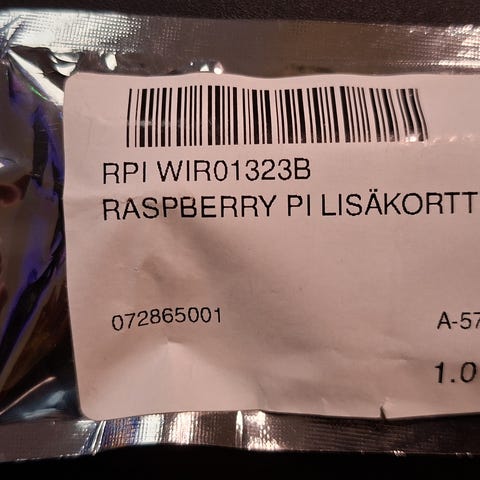 RPI WIR01323B
RASPBERRY PI LISÄKORTT
072865001
A-57
1.0